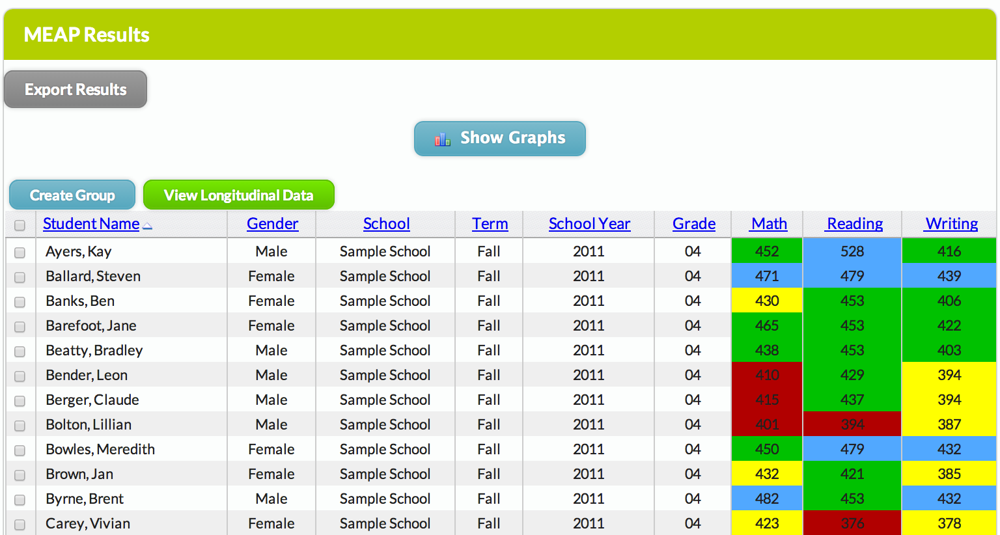 MEAP Results
Export Results
Show Graphs
Create Group View Longitudinal Data
Student Name Gender School Term School Year Grade Math Reading Writing
Ayers, Kay Male Sample School Fall 2011 04 452 528 416
Ballard, Steven Female Sample School Fall 2011 04 471 479 439
Banks, Ben Female Sample School Fall 2011 04 430 453 406
Barefoot, Jane Female Sample School Fall 2011 04 465 453 422
Beatty, Bradley Male Sample School Fall 2011 04 438 453 403
Bender, Leon Male Sample School Fall 2011 04 410 429 394
Berger, Claude Male Sample School Fall 2011 04 415 437 394
Bolton, Lillian Male Sample School Fall 2011 04 401 394 387
Bowles, Meredith Female Sample School Fall 2011 04 450 479 432
Brown, Jan Female Sample School Fall 2011 04 432 421 385
Byrne, Brent Male Sample School Fall 2011 04 482 453 432
Carey, Vivian Female Sample School Fall 2011 04 423 376 378